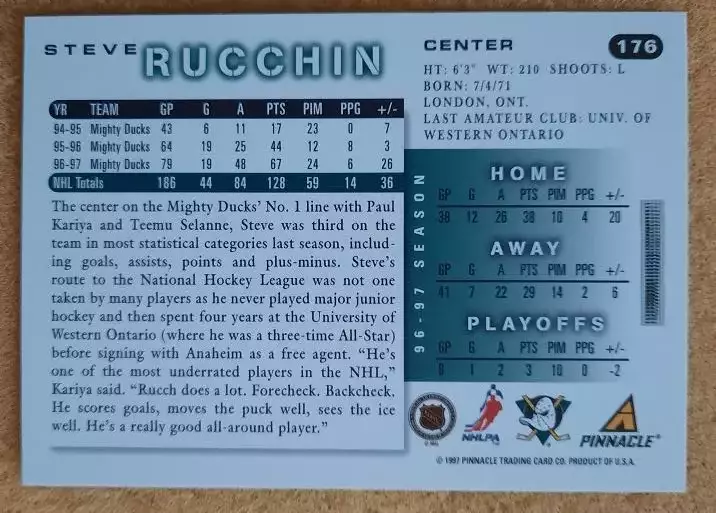 STEVE RUCCHIN
CENTER 176
HT: 6'3" WT: 210 SHOOTS: L
BORN: 7/4/71
LONDON, ONT.
LAST AMATEUR CLUB: UNIV. OF
WESTERN ONTARIO
YR TEAM GP G A PTS PIM PPG +/-
94-95 Mighty Ducks 43 6 11 17 23 0 7
95-96 Mighty Ducks 64 19 25 44 12 8 3
96-97 Mighty Ducks 79 19 48 67 24 6 26
NHL Totals 186 44 84 128 59 14 36
The center on the Mighty Ducks' No. 1 line with Paul
Kariya and Teemu Selanne, Steve was third on the
team in most statistical categories last season, includ-
ing goals, assists, points and plus-minus. Steve's
route to the National Hockey League was not one
taken by many players as he never played major junior
hockey and then spent four years at the University of
Western Ontario (where he was a three-time All-Star)
before signing with Anaheim as a free agent. "He's
one of the most underrated players in the NHL,"
Kariya said. "Rucch does a lot. Forecheck. Backcheck.
He scores goals, moves the puck well, sees the ice
well. He's a really good all-around player."
96-97 SEASON
HOME
GP G A PTS PIM PPG +/-
38 12 26 38 10 4 20
AWAY
GP G A PTS PIM PPG +/-
41 7 22 29 14 2 6
PLAYOFFS
GP G A PTS PIM PPG +/-
8 1 2 3 10 0 -2
NHLPA
PINNACLE
© 1997 PINNACLE TRADING CARD CO. PRODUCT OF U.S.A.